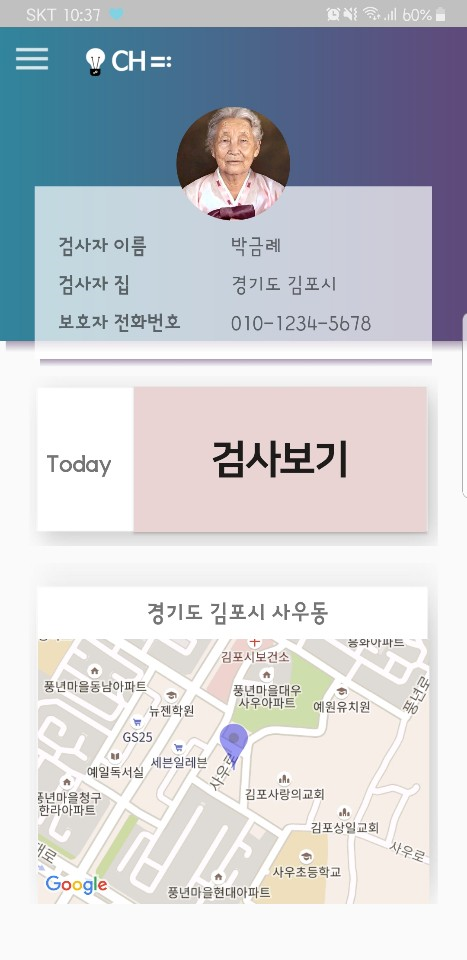 SKT 10:37
60%
CH
검사자 이름 박금례
검사자 집 경기도 김포시
보호자 전화번호 010-1234-5678
Today 검사보기
경기도 김포시 사우동
김포시보건소
풍년마을동남아파트
풍년마을대우
사우아파트
뉴젠학원
예원유치원
풍년로
GS25
예일독서실
세븐일레븐
사우로
풍년마을청구
한라아파트
김포사랑의교회
김포상일교회
사우로
사우초등학교
Google
풍년마을현대아파트